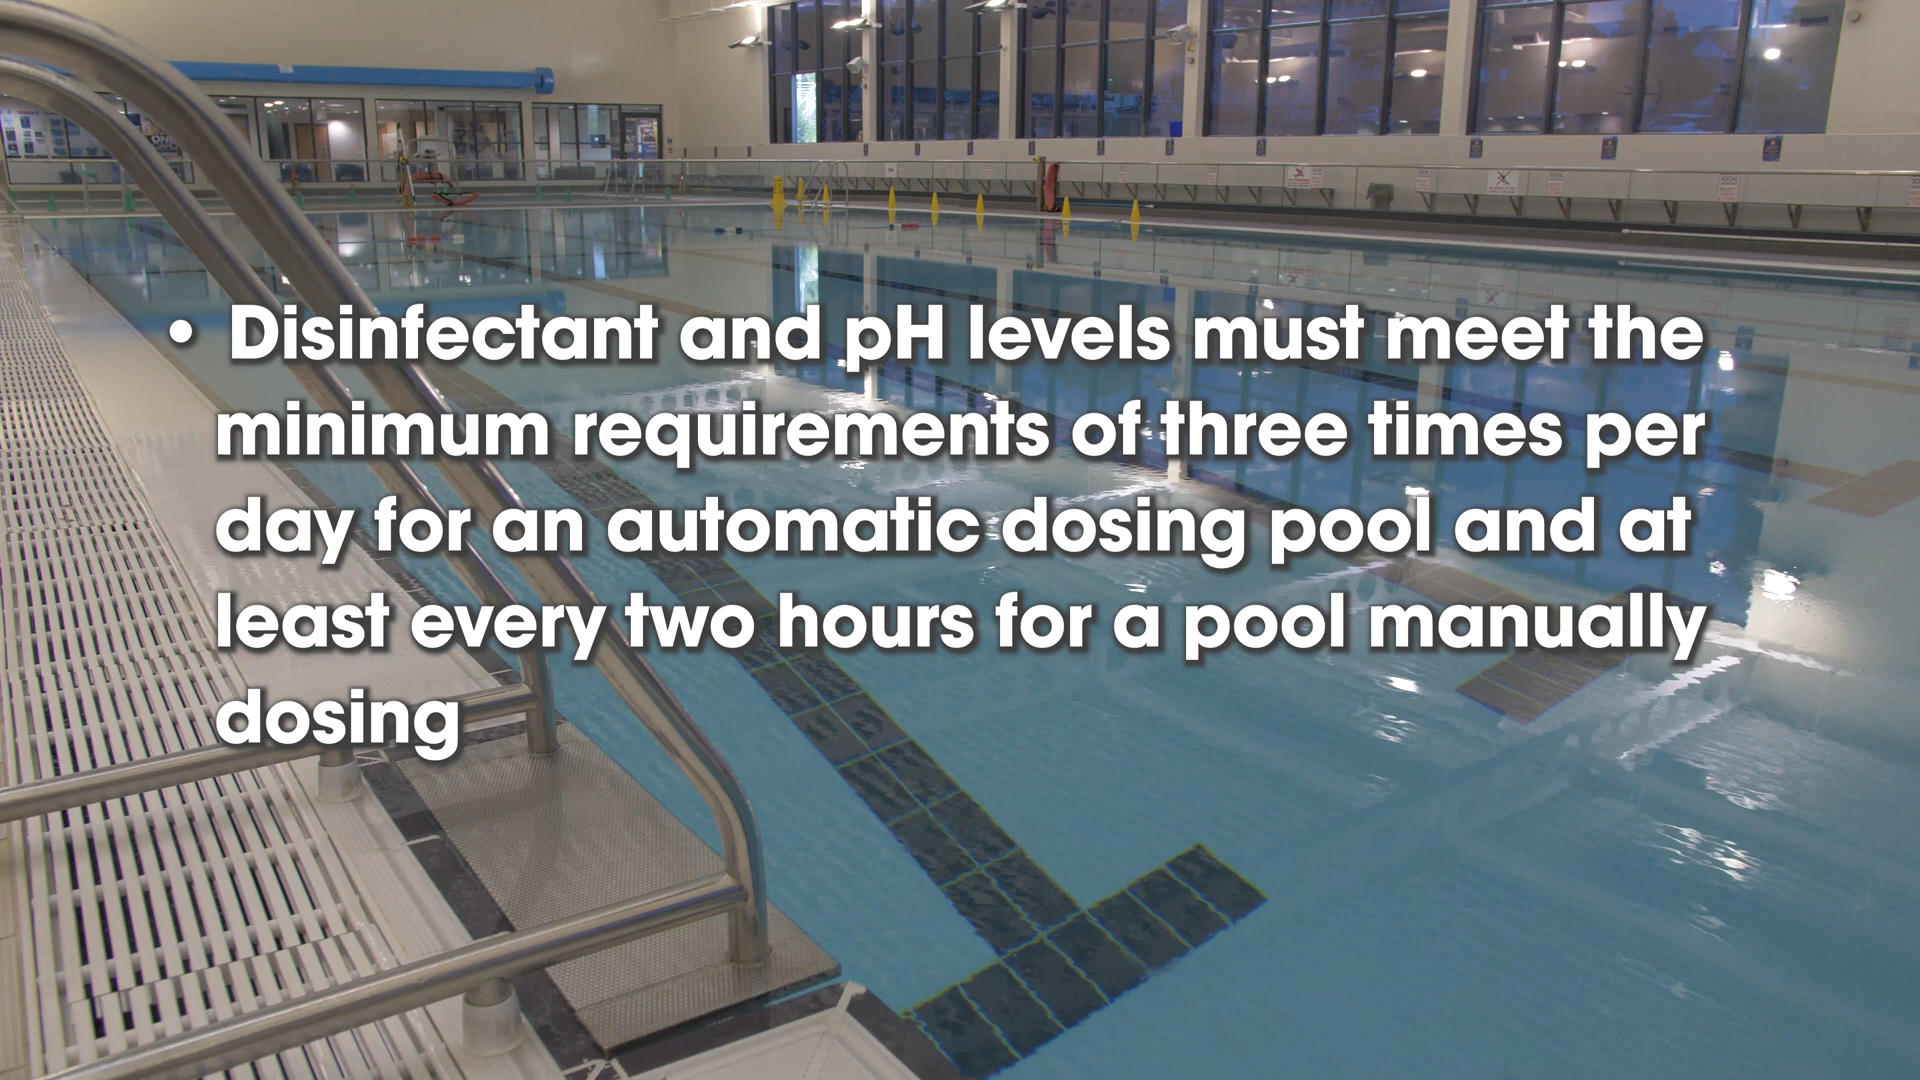 • Disinfectant and pH levels must meet the
minimum requirements of three times per
day for an automatic dosing pool and at
least every two hours for a pool manually
dosing